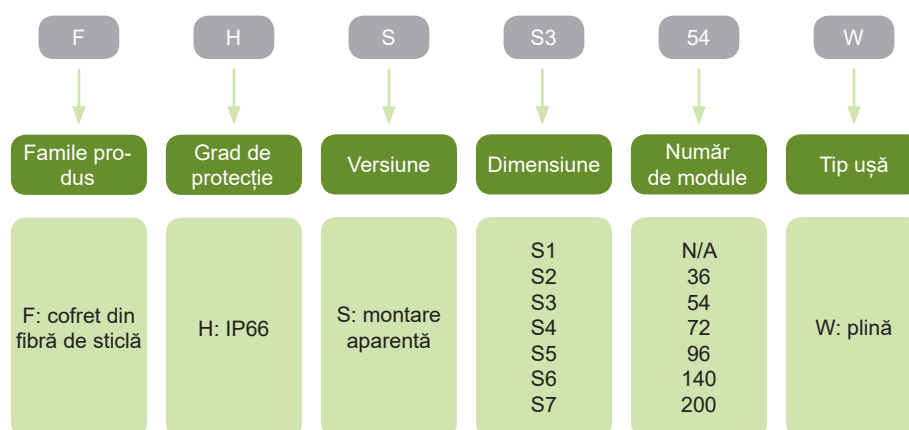 F H S S3 54 W
Famile pro-
dus
Grad de
protecție
Versiune
Dimensiune
Număr
de module
Tip ușă
F: cofret din
fibră de sticlă
H: IP66
S: montare
aparentă
S1
S2
S3
S4
S5
S6
S7
N/A
36
54
72
96
140
200
W: plină